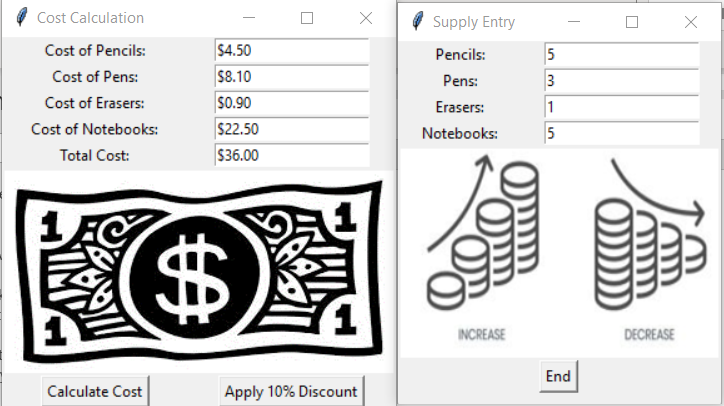 Cost Calculation
Cost of Pencils: $4.50
Cost of Pens: $8.10
Cost of Erasers: $0.90
Cost of Notebooks: $22.50
Total Cost: $36.00
1 1
$
1 1
Calculate Cost Apply 10% Discount
Supply Entry
Pencils: 5
Pens: 3
Erasers: 1
Notebooks: 5
INCREASE DECREASE
End